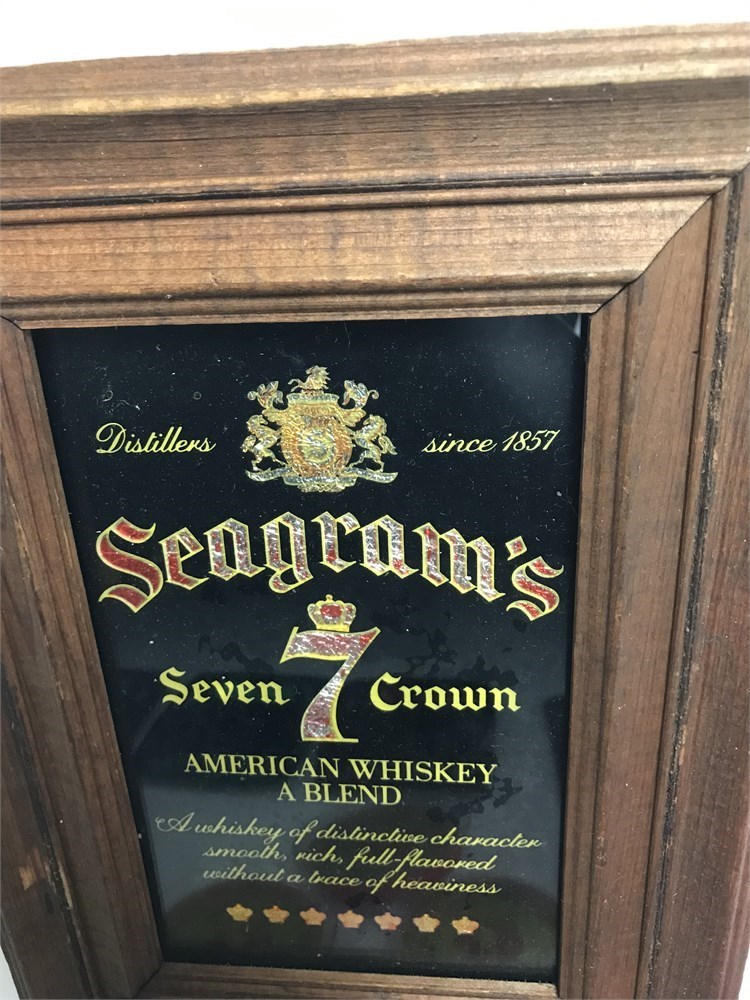 Distillers since 1857
Seagram's
Seven 7 Crown
AMERICAN WHISKEY
A BLEND
A whiskey of distinctive character
smooth, rich, full-flavored
without a trace of heaviness